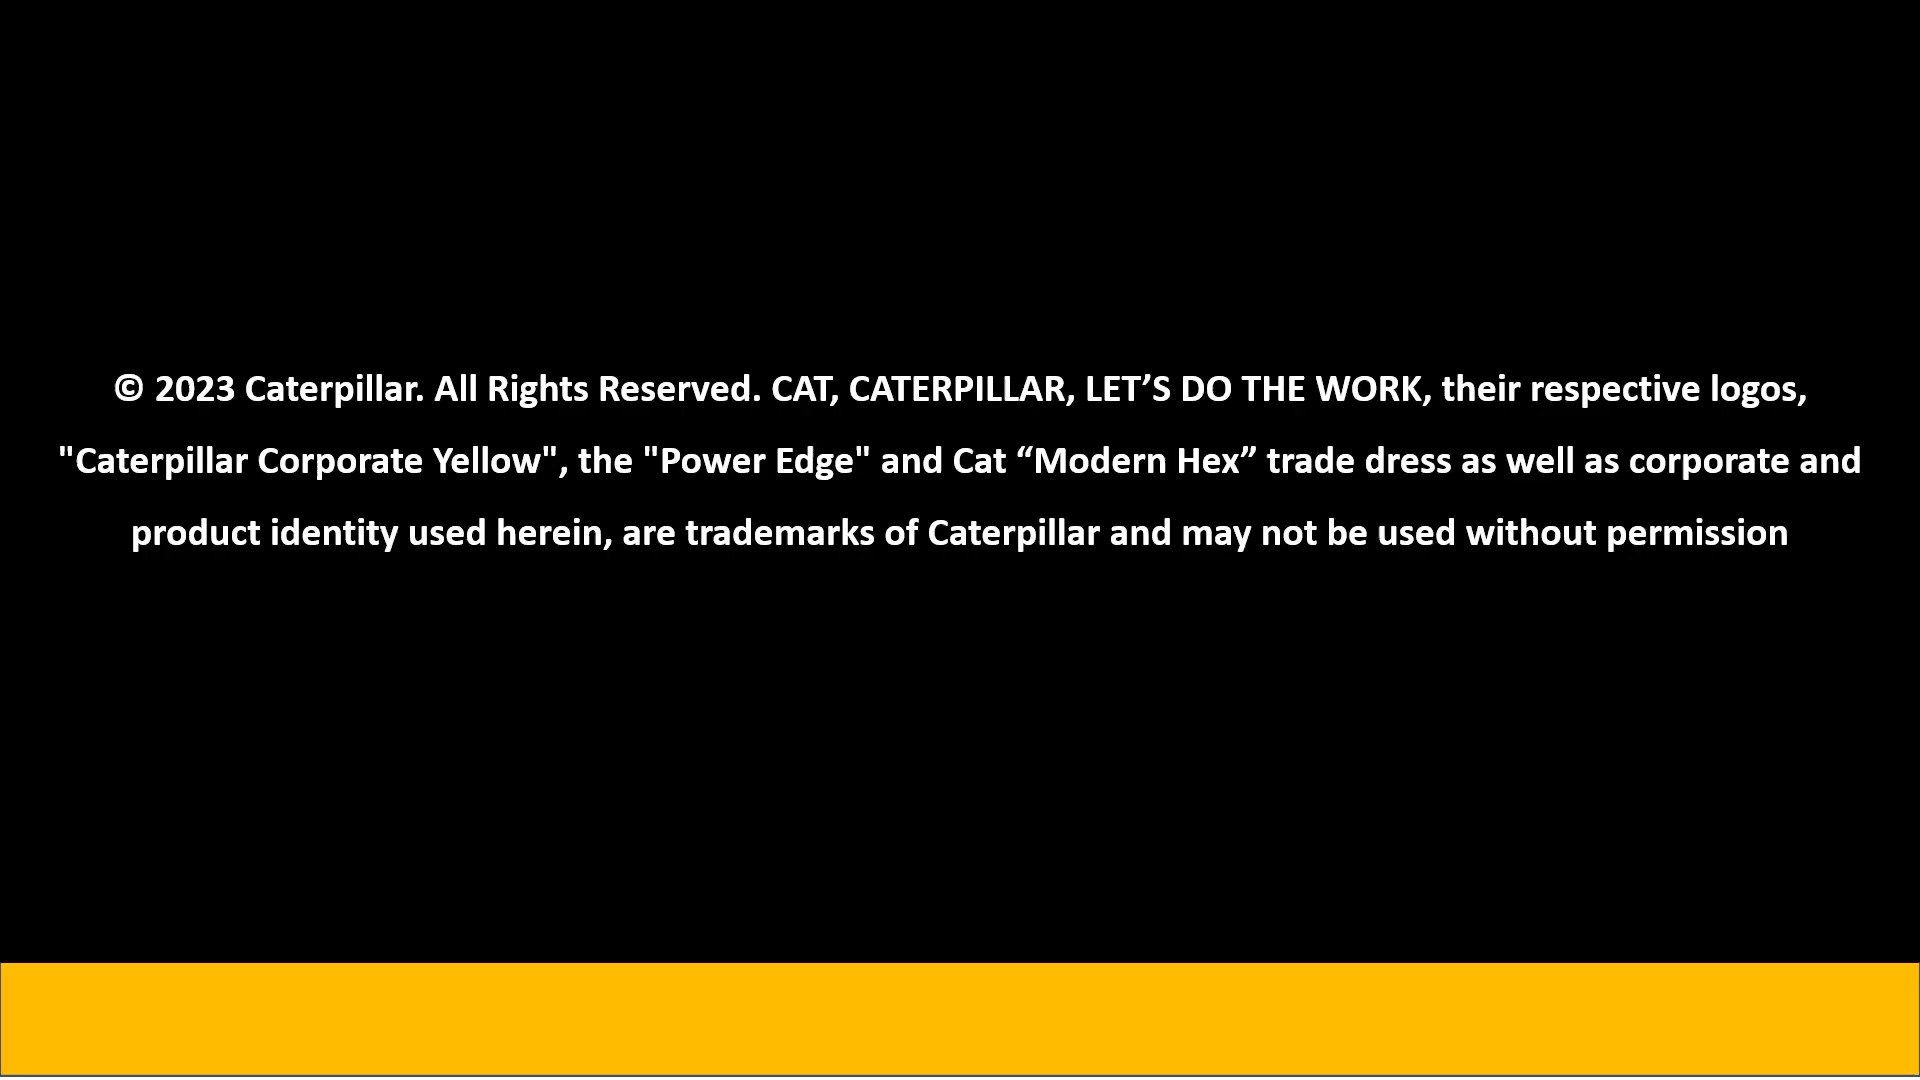 © 2023 Caterpillar. All Rights Reserved. CAT, CATERPILLAR, LET’S DO THE WORK, their respective logos,
"Caterpillar Corporate Yellow", the "Power Edge" and Cat “Modern Hex” trade dress as well as corporate and
product identity used herein, are trademarks of Caterpillar and may not be used without permission